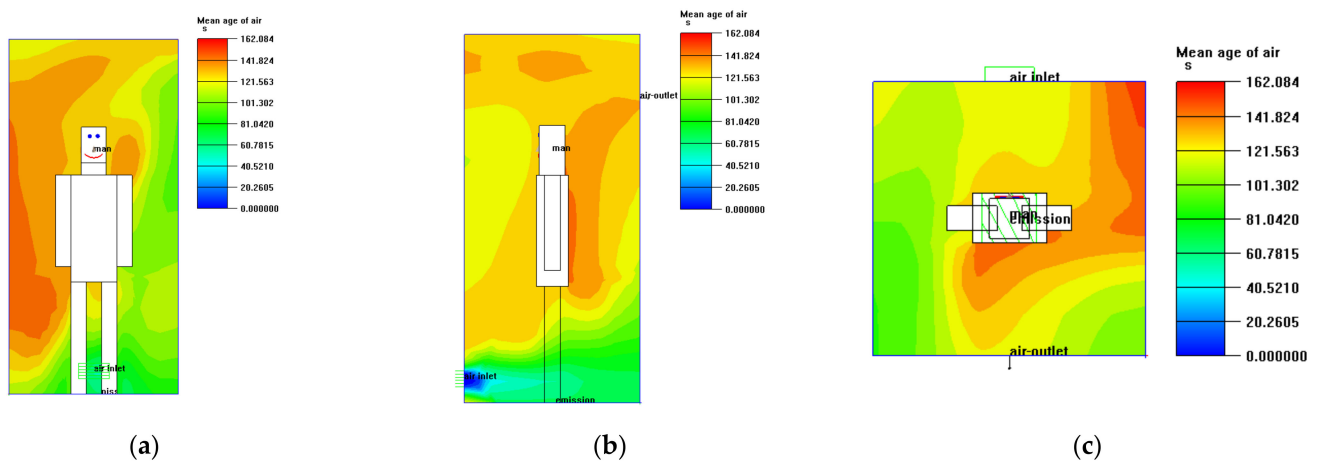 Mean age of air
s
162.084
141.824
121.563
101.302
81.0420
60.7815
40.5210
20.2605
0.000000
man
air inlet
niss
(a)
Mean age of air
s
162.084
141.824
121.563
101.302
81.0420
60.7815
40.5210
20.2605
0.000000
air-outlet
man
air inlet
emission
(b)
Mean age of air
s
162.084
141.824
121.563
101.302
81.0420
60.7815
40.5210
20.2605
0.000000
air inlet
man
emission
air-outlet
(c)